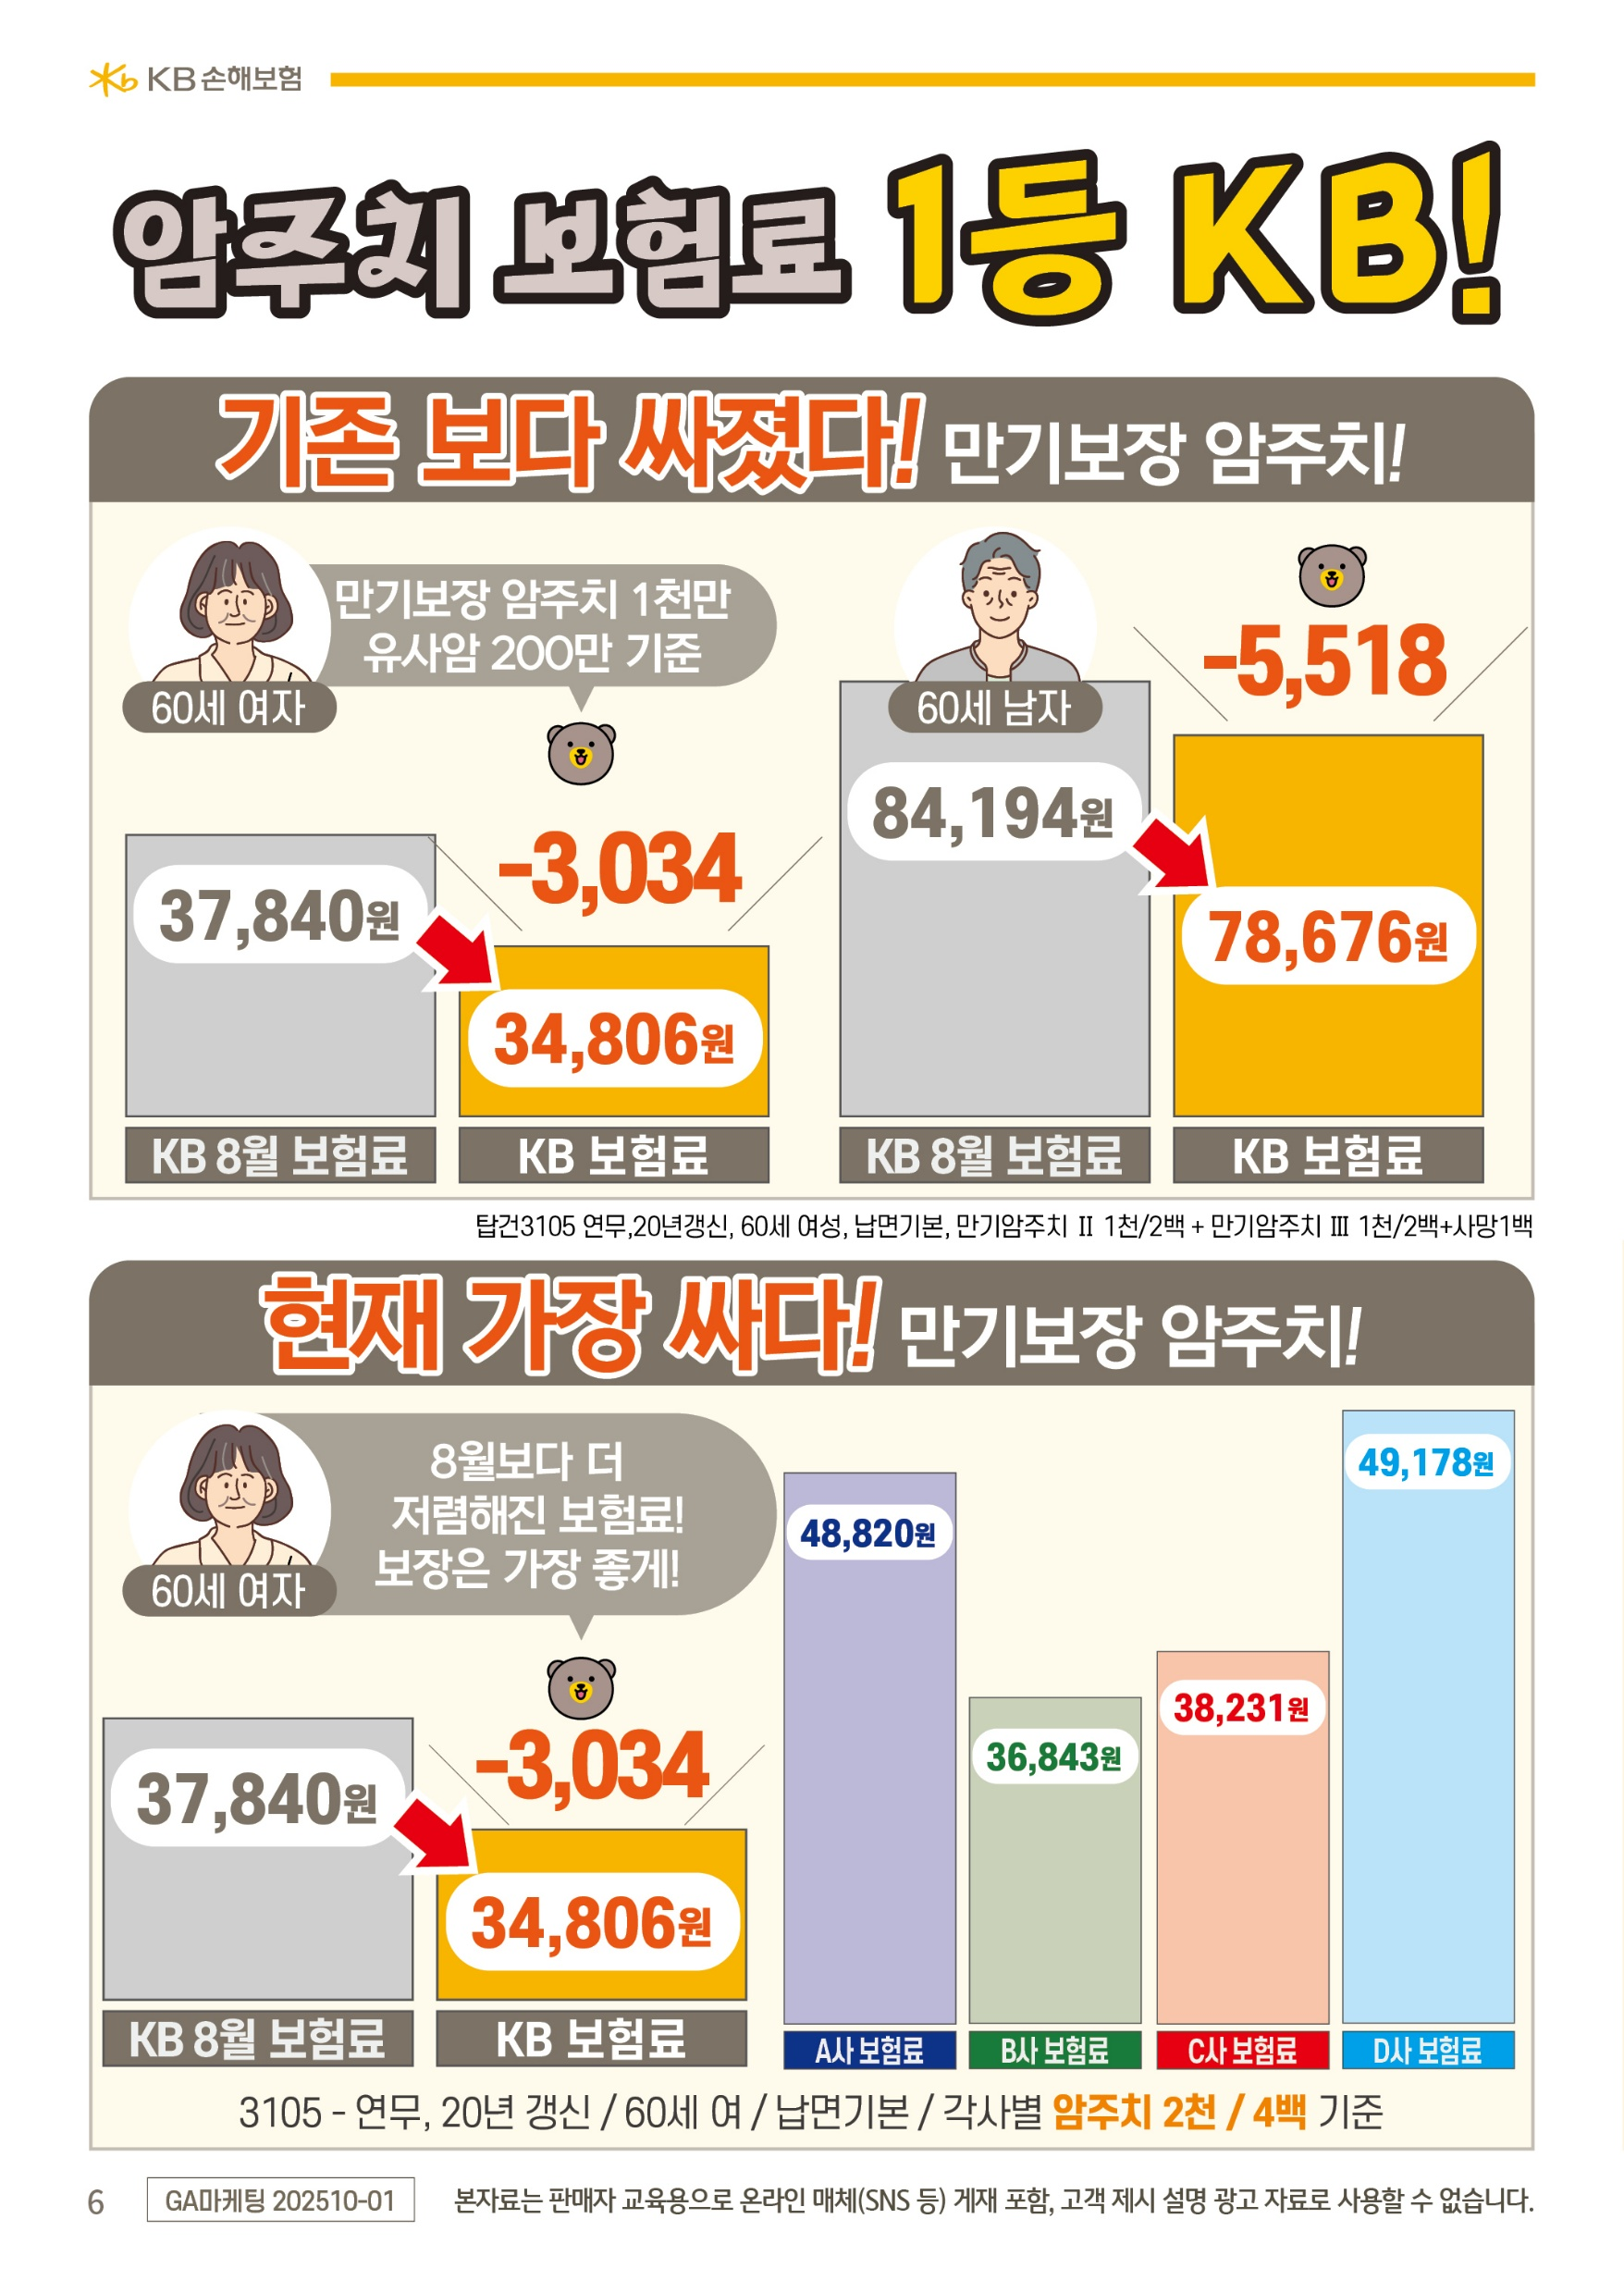 KB 손해보험
암주치 보험료 1등 KB!
기존 보다 싸졌다! 만기보장 암주치!
만기보장 암주치 1천만
유사암 200만 기준
60세 여자
60세 남자
-5,518
-3,034
84,194원
37,840원
78,676원
34,806원
KB 8월 보험료
KB 보험료
KB 8월 보험료
KB 보험료
탑건3105 연무,20년갱신, 60세 여성, 납면기본, 만기암주치 Ⅱ 1천/2백 + 만기암주치 Ⅲ 1천/2백+사망1백
현재 가장 싸다! 만기보장 암주치!
8월보다 더
저렴해진 보험료!
보장은 가장 좋게!
60세 여자
-3,034
37,840원
34,806원
48,820원
36,843원
38,231원
49,178원
KB 8월 보험료
KB 보험료
A사 보험료
B사 보험료
C사 보험료
D사 보험료
3105 - 연무, 20년 갱신 / 60세 여 / 납면기본 / 각사별 암주치 2천 / 4백 기준
6
GA마케팅 202510-01
본자료는 판매자 교육용으로 온라인 매체(SNS 등) 게재 포함, 고객 제시 설명 광고 자료로 사용할 수 없습니다.